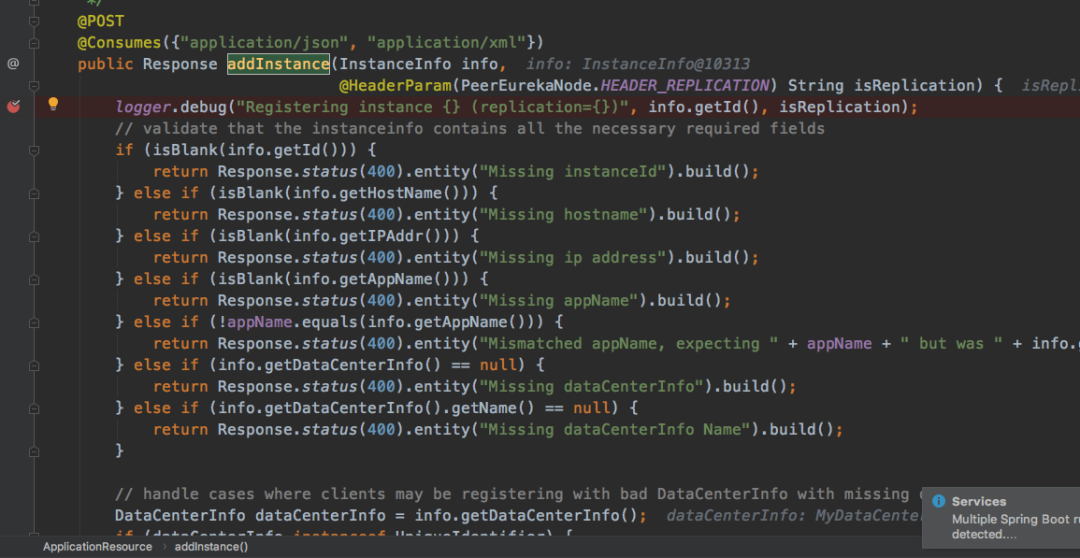 */
@POST
@Consumes({"application/json", "application/xml"})
@ public Response addInstance(InstanceInfo info,  info: InstanceInfo@10313
@HeaderParam(PeerEurekaNode.HEADER_REPLICATION) String isReplication) {  isRepl
logger.debug("Registering instance {} (replication={})", info.getId(), isReplication);
// validate that the instanceinfo contains all the necessary required fields
if (isBlank(info.getId())) {
return Response.status(400).entity("Missing instanceId").build();
} else if (isBlank(info.getHostName())) {
return Response.status(400).entity("Missing hostname").build();
} else if (isBlank(info.getIPAddr())) {
return Response.status(400).entity("Missing ip address").build();
} else if (isBlank(info.getAppName())) {
return Response.status(400).entity("Missing appName").build();
} else if (!appName.equals(info.getAppName())) {
return Response.status(400).entity("Mismatched appName, expecting " + appName + " but was " + info.g
} else if (info.getDataCenterInfo() == null) {
return Response.status(400).entity("Missing dataCenterInfo").build();
} else if (info.getDataCenterInfo().getName() == null) {
return Response.status(400).entity("Missing dataCenterInfo Name").build();
}
// handle cases where clients may be registering with bad DataCenterInfo with missing
DataCenterInfo dataCenterInfo = info.getDataCenterInfo();  dataCenterInfo: MyDataCenter
if (dataCenterInfo instanceof UniqueIdentifier) {
Services
Multiple Spring Boot ru
detected....
ApplicationResource › addInstance()